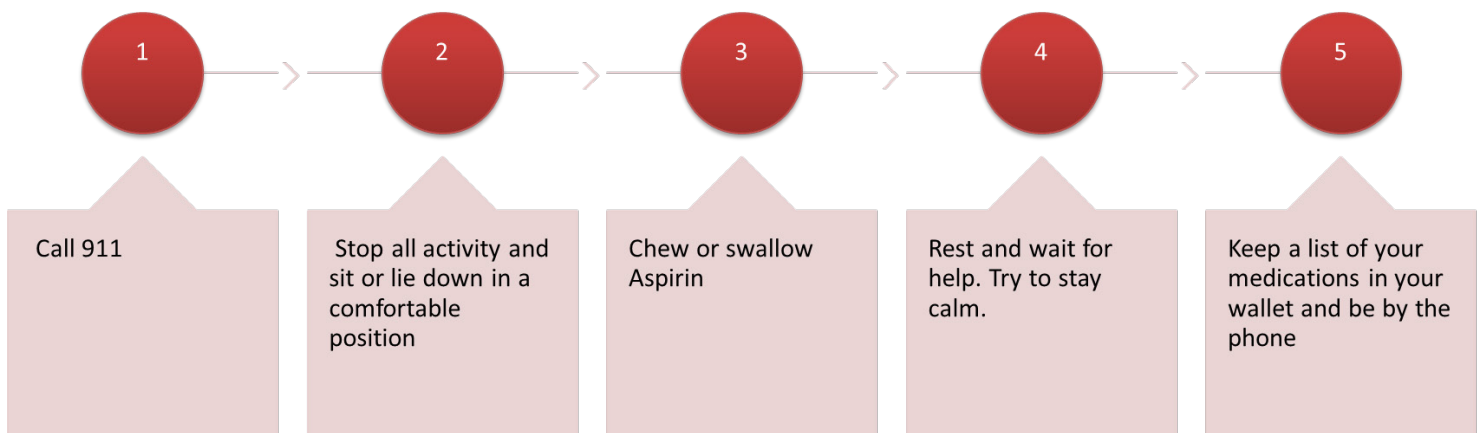 1
2
3
4
5
Call 911
Stop all activity and
sit or lie down in a
comfortable
position
Chew or swallow
Aspirin
Rest and wait for
help. Try to stay
calm.
Keep a list of your
medications in your
wallet and be by the
phone